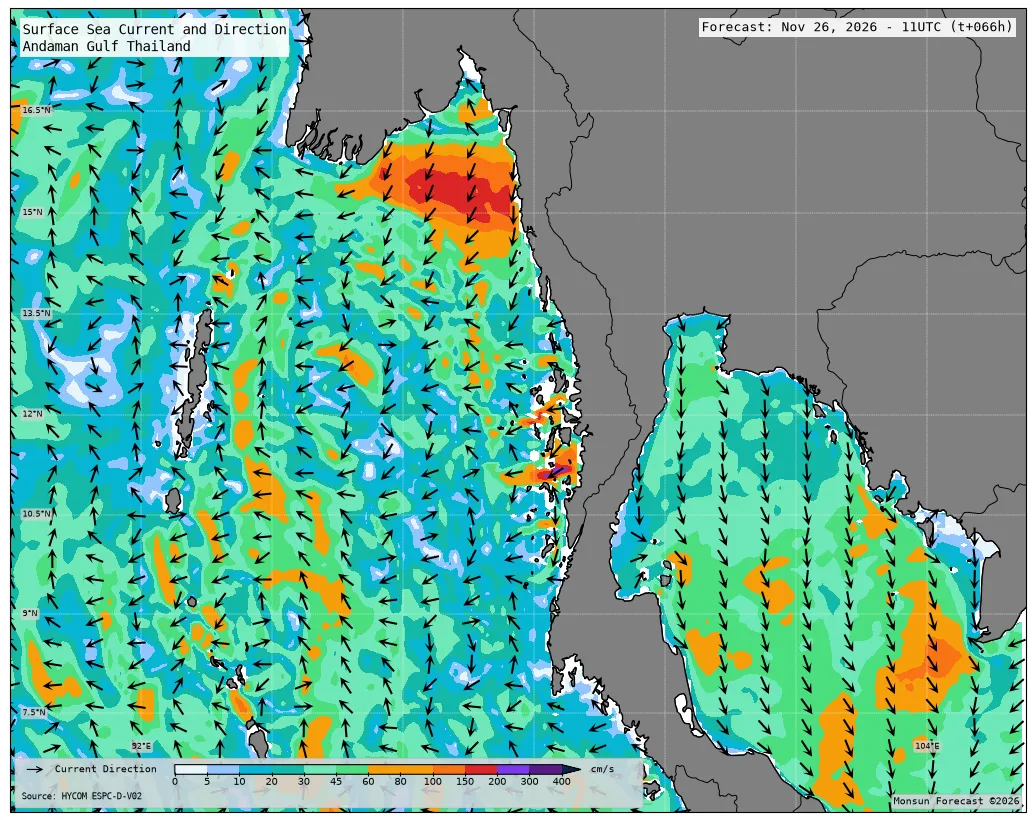 Surface Sea Current and Direction
Andaman Gulf Thailand
Forecast: Nov 26, 2026 - 11UTC (t+066h)
16.5°N
15°N
13.5°N
12°N
10.5°N
9°N
7.5°N
92°E
104°E
Current Direction
0 5 10 20 30 45 60 80 100 150 200 300 400 cm/s
Source: HYCOM ESPC-D-V02
Monsun Forecast ©2026